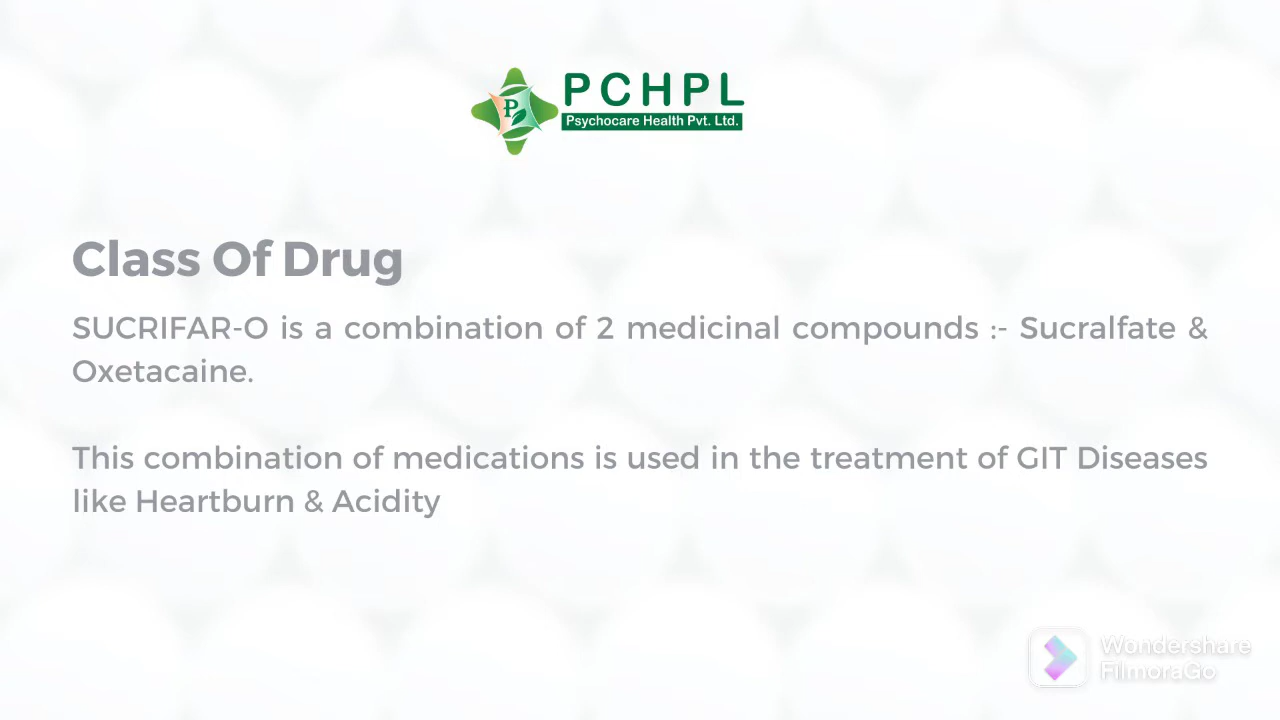 PCHPL
Psychocare Health Pvt. Ltd.
P
Class Of Drug
SUCRIFAR-O is a combination of 2 medicinal compounds :- Sucralfate &
Oxetacaine.
This combination of medications is used in the treatment of GIT Diseases
like Heartburn & Acidity
Wondershare
FilmoraGo